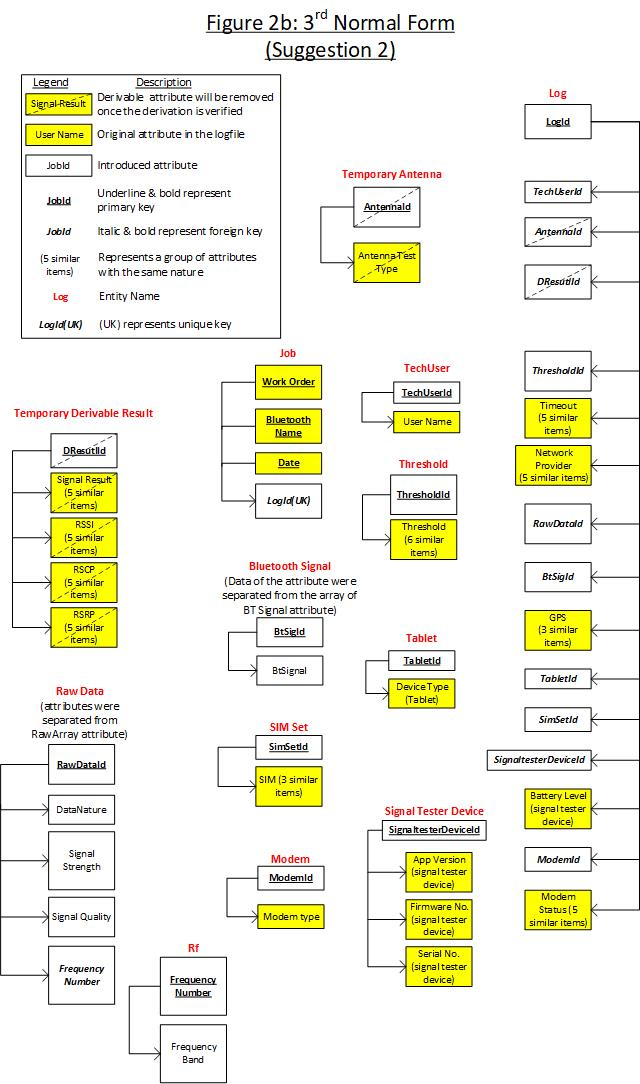 Figure 2b: 3rd Normal Form
(Suggestion 2)
Legend Description
Signal Result Derivable attribute will be removed
once the derivation is verified
User Name Original attribute in the logfile
JobId Introduced attribute
JobId Underline & bold represent
primary key
JobId Italic & bold represent foreign key
(5 similar
items) Represents a group of attributes
with the same nature
Log Entity Name
LogId(UK) (UK) represents unique key
Log
LogId
TechUserId
AntennaId
DResultId
ThresholdId
Timeout
(5 similar
items)
Network
Provider
(5 similar items)
RawDataId
BtSigId
GPS
(3 similar
items)
TabletId
SimSetId
SignaltesterDeviceId
Battery Level
(signal tester
device)
ModemId
Modem
Status (5
similar items)
Temporary Antenna
AntennaId
Antenna Test
Type
Job
Work Order
Bluetooth
Name
Date
LogId(UK)
TechUser
TechUserId
User Name
Temporary Derivable Result
DResultId
Signal Result
(5 similar
items)
RSSI
(5 similar
items)
RSCP
(5 similar
items)
RSRP
(5 similar
items)
Threshold
ThresholdId
Threshold
(6 similar
items)
Bluetooth Signal
(Data of the attribute were
separated from the array of
BT Signal attribute)
BtSigId
BtSignal
Tablet
TabletId
Device Type
(Tablet)
Raw Data
(attributes were
separated from
RawArray attribute)
RawDataId
DataNature
Signal
Strength
Signal Quality
Frequency
Number
SIM Set
SimSetId
SIM (3 similar
items)
Signal Tester Device
SignaltesterDeviceId
App Version
(signal tester
device)
Firmware No.
(signal tester
device)
Serial No.
(signal tester
device)
Modem
ModemId
Modem type
Rf
Frequency
Number
Frequency
Band